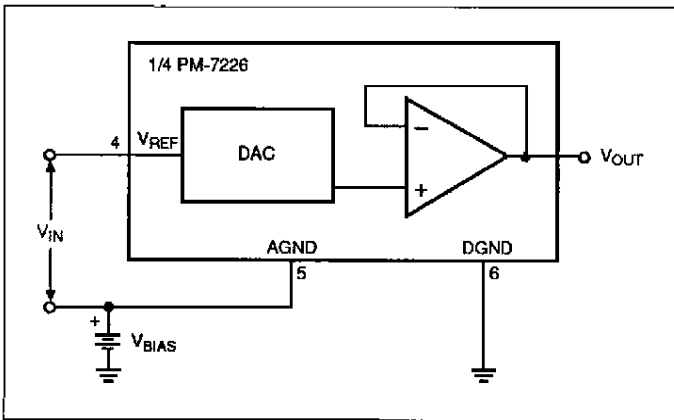 1/4 PM-7226
4
VREF
DAC
−
+
VOUT
VIN
AGND
DGND
5
6
+
VBIAS